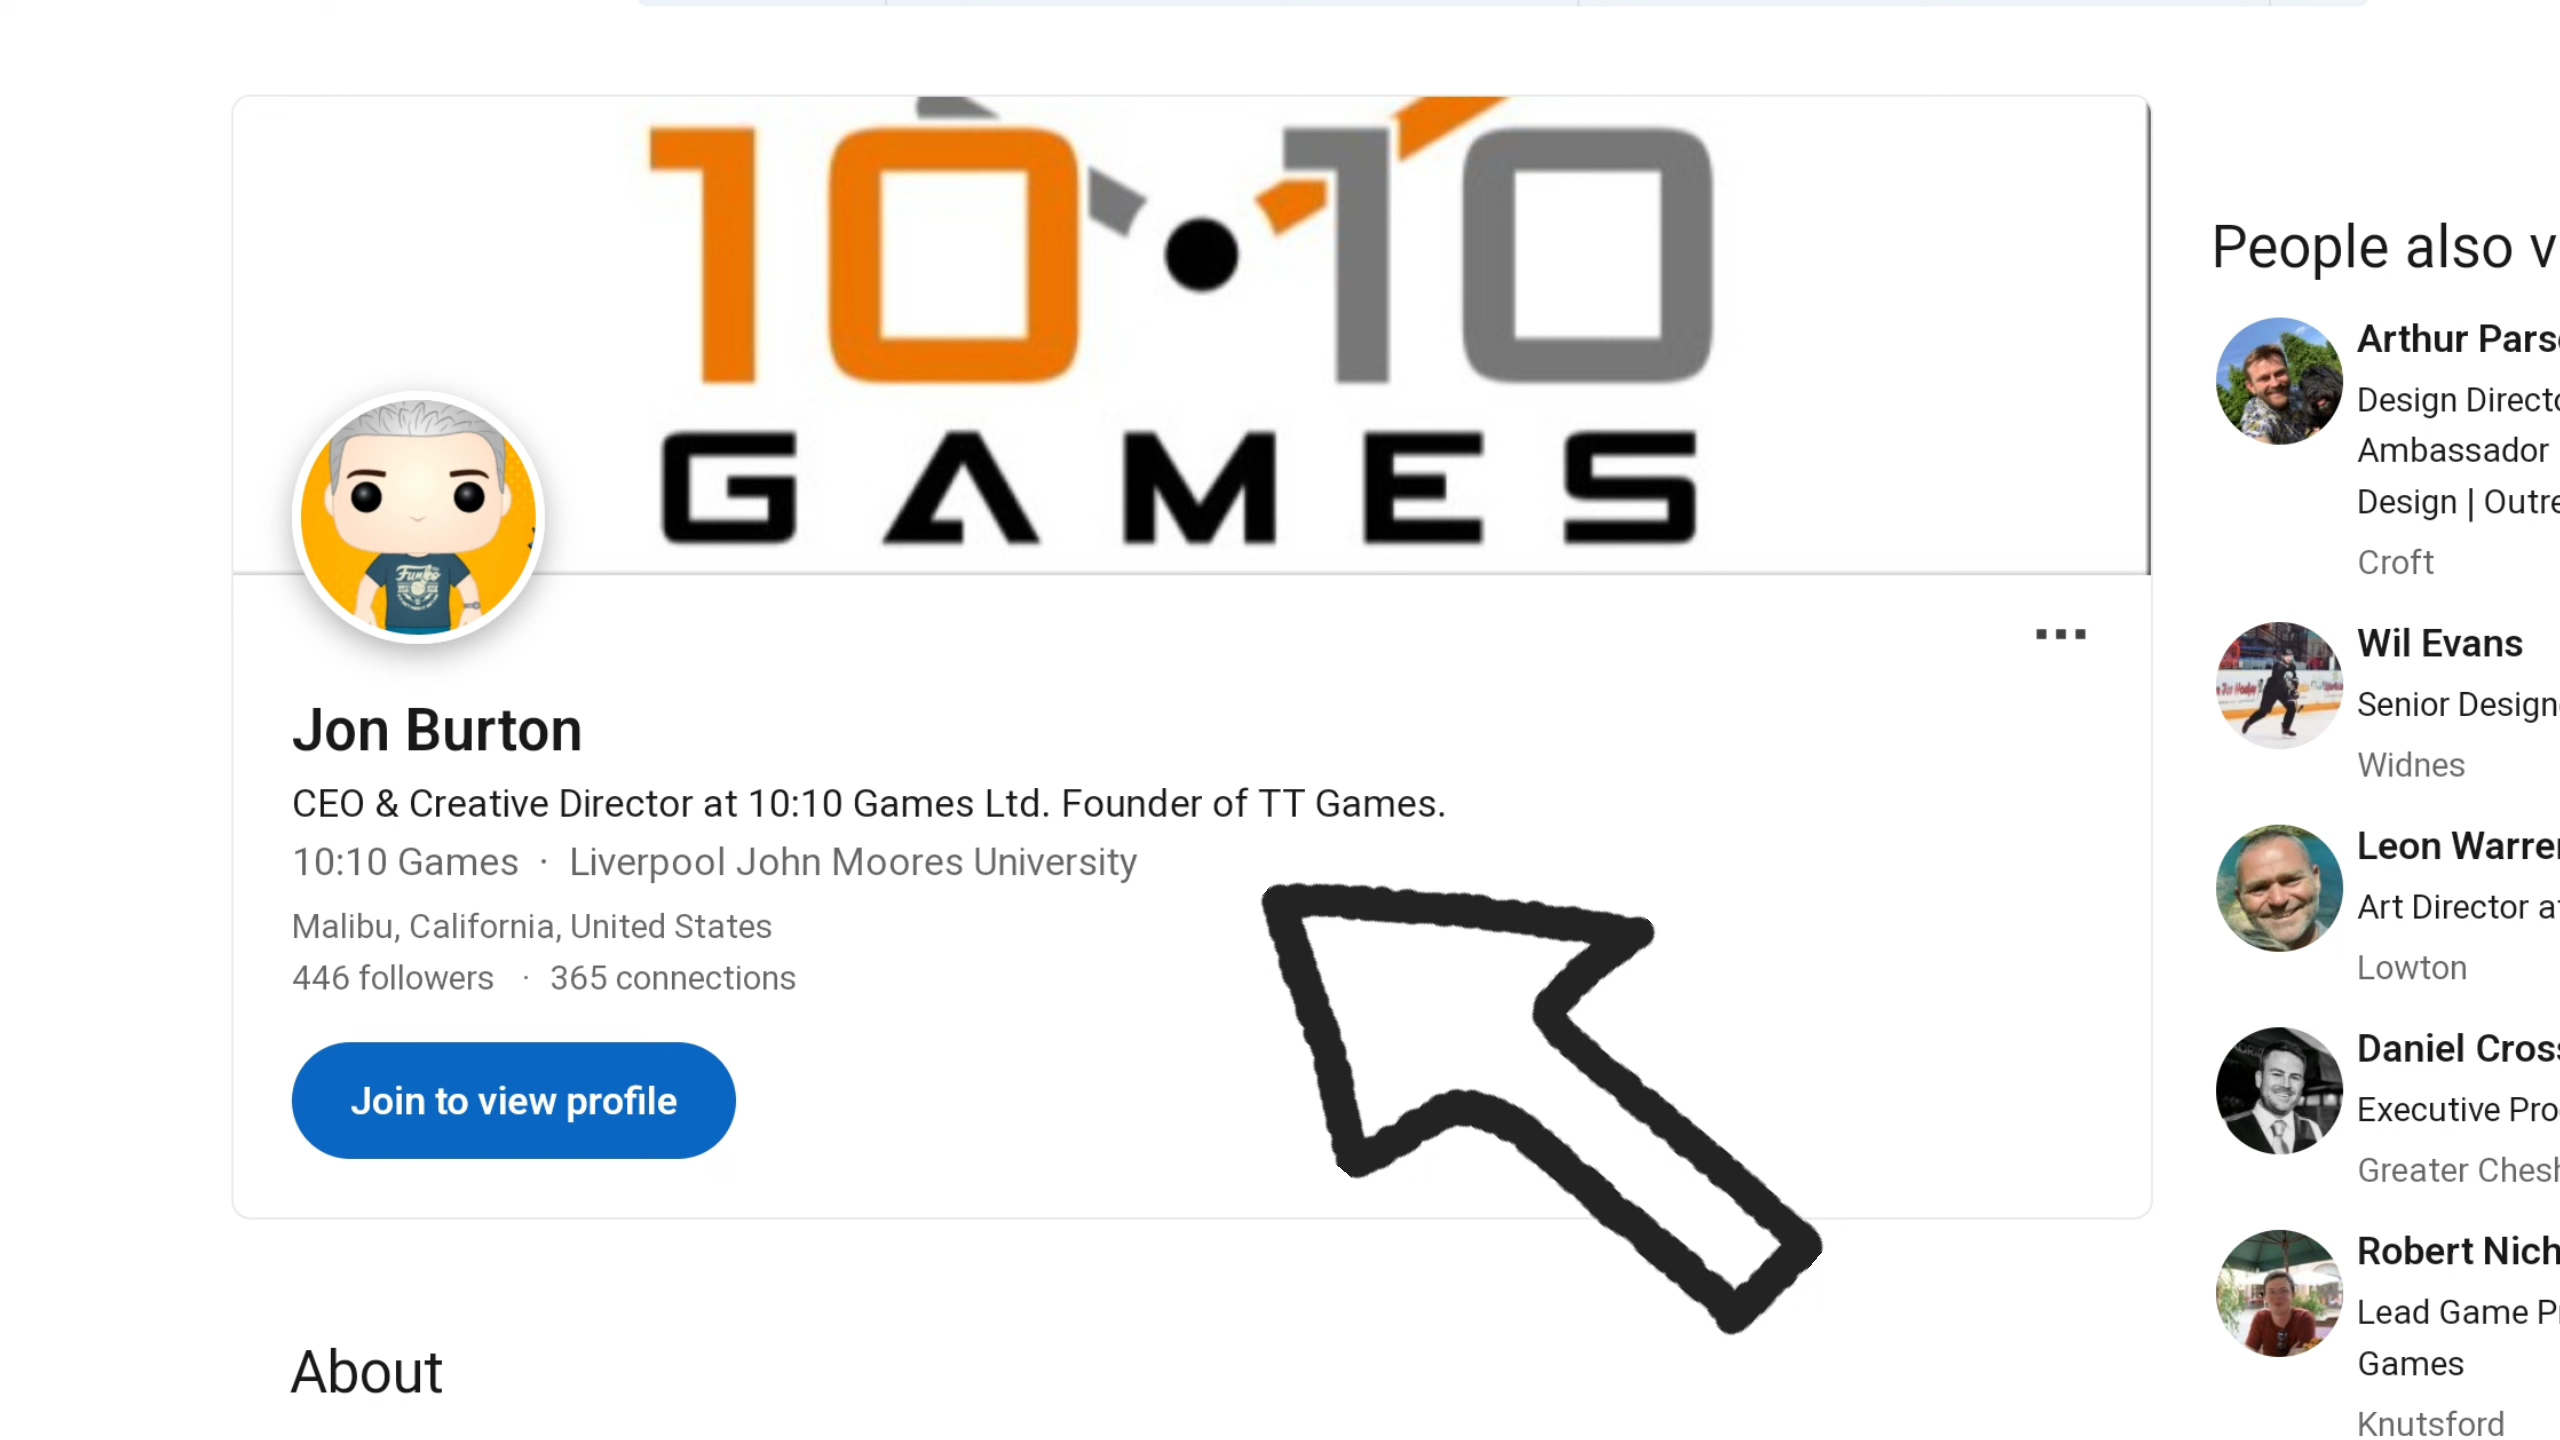 10:10
GAMES
Funko
Jon Burton
CEO & Creative Director at 10:10 Games Ltd. Founder of TT Games.
10:10 Games · Liverpool John Moores University
Malibu, California, United States
446 followers · 365 connections
Join to view profile
About
People also v
Arthur Pars
Design Direct
Ambassador
Design | Outre
Croft
Wil Evans
Senior Design
Widnes
Leon Warre
Art Director at
Lowton
Daniel Cros
Executive Pro
Greater Chesh
Robert Nich
Lead Game P
Games
Knutsford